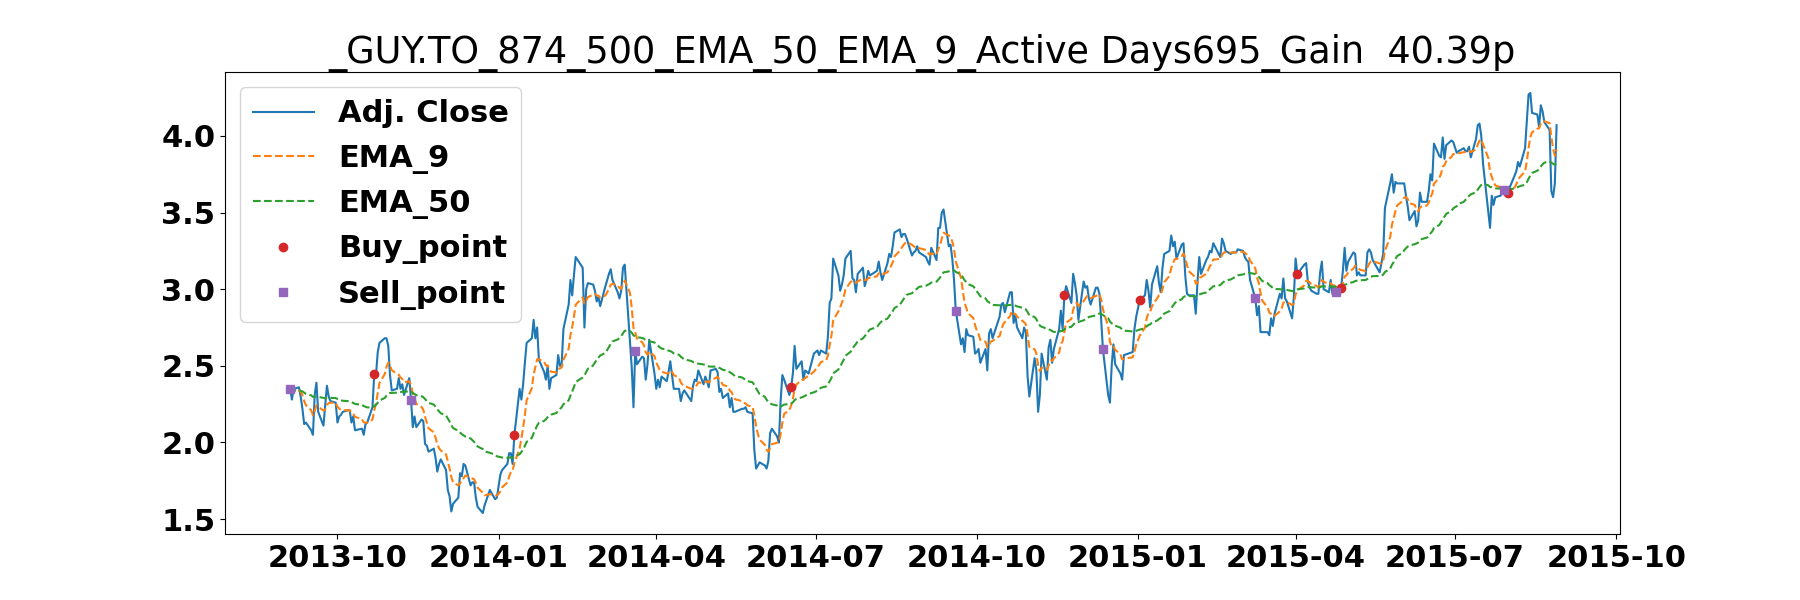 _GUY.TO_874_500_EMA_50_EMA_9_Active Days695_Gain  40.39p
Adj. Close
EMA_9
EMA_50
Buy_point
Sell_point
4.0
3.5
3.0
2.5
2.0
1.5
2013-10 2014-01 2014-04 2014-07 2014-10 2015-01 2015-04 2015-07 2015-10